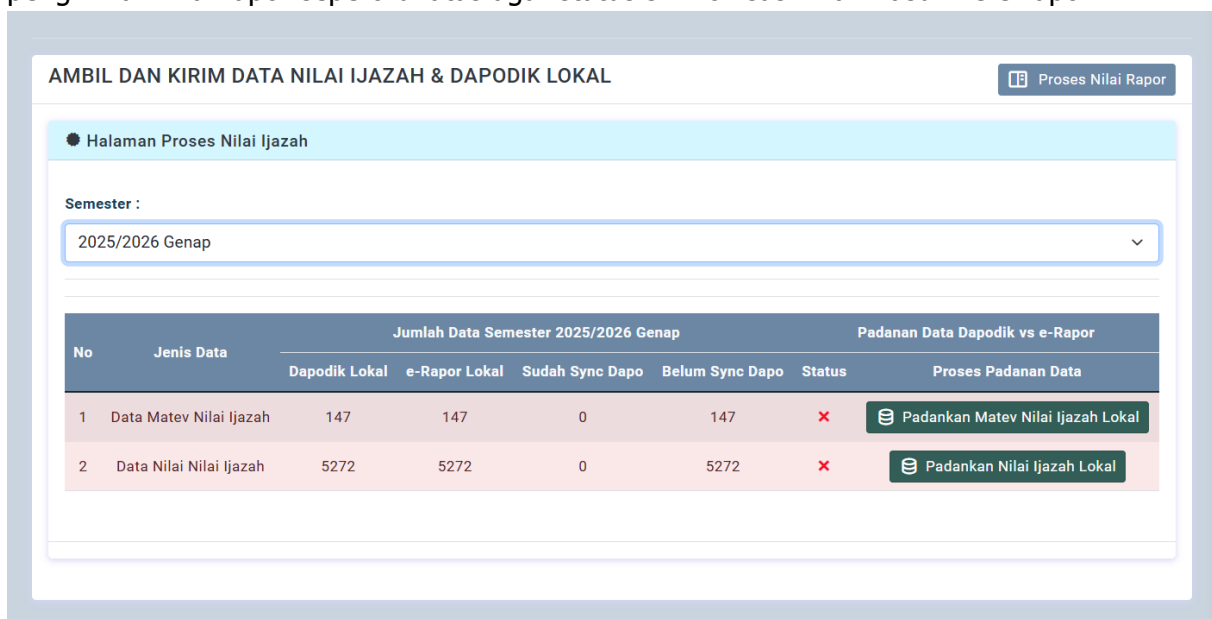 AMBIL DAN KIRIM DATA NILAI IJAZAH & DAPODIK LOKAL
Proses Nilai Rapor
Halaman Proses Nilai Ijazah
Semester :
2025/2026 Genap
No Jenis Data Jumlah Data Semester 2025/2026 Genap Padanan Data Dapodik vs e-Rapor
Dapodik Lokal e-Rapor Lokal Sudah Sync Dapo Belum Sync Dapo Status Proses Padanan Data
1 Data Matev Nilai Ijazah 147 147 0 147 × Padankan Matev Nilai Ijazah Lokal
2 Data Nilai Nilai Ijazah 5272 5272 0 5272 × Padankan Nilai Ijazah Lokal